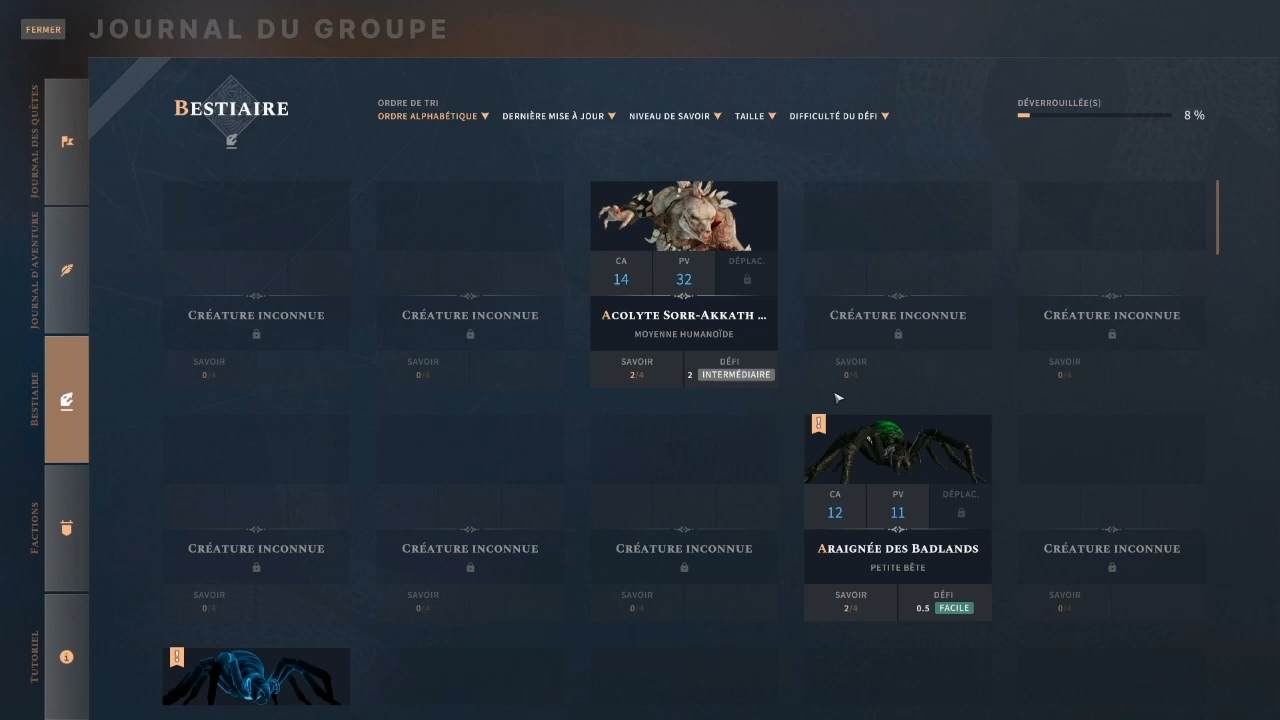 FERMER
JOURNAL DU GROUPE
JOURNAL DES QUÊTES
JOURNAL D'AVENTURE
BESTIAIRE
FACTIONS
TUTORIEL
BESTIAIRE
ORDRE DE TRI
ORDRE ALPHABÉTIQUE ▼ DERNIÈRE MISE À JOUR ▼ NIVEAU DE SAVOIR ▼ TAILLE ▼ DIFFICULTÉ DU DÉFI ▼
DÉVERROUILLÉE(S)
8 %
CA PV DÉPLAC.
14 32
CRÉATURE INCONNUE CRÉATURE INCONNUE ACOLYTE SORR-AKKATH ... CRÉATURE INCONNUE CRÉATURE INCONNUE
MOYENNE HUMANOÏDE
SAVOIR SAVOIR SAVOIR DÉFI SAVOIR SAVOIR
0/4 0/4 2/4 2 INTERMÉDIAIRE 0/4 0/4
!
CA PV DÉPLAC.
12 11
CRÉATURE INCONNUE CRÉATURE INCONNUE CRÉATURE INCONNUE ARAIGNÉE DES BADLANDS CRÉATURE INCONNUE
PETITE BÊTE
SAVOIR SAVOIR SAVOIR SAVOIR DÉFI SAVOIR
0/4 0/4 0/4 2/4 0.5 FACILE 0/4
!